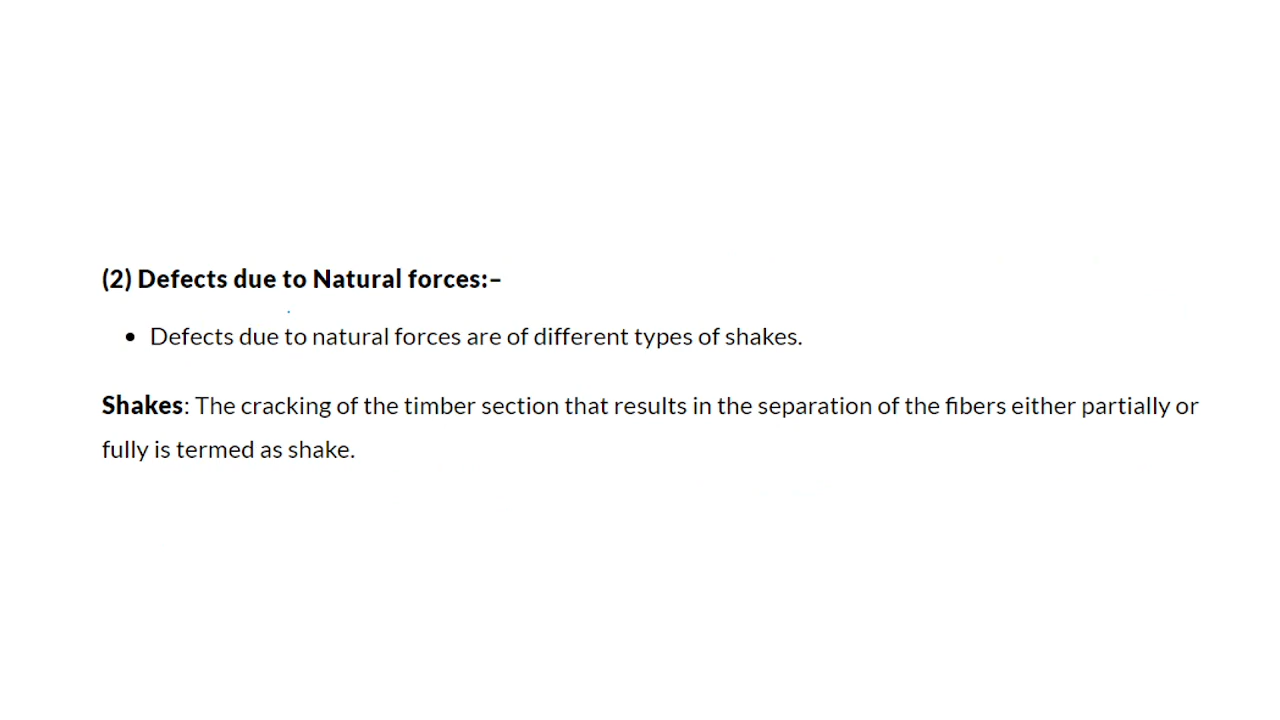 (2) Defects due to Natural forces:–
• Defects due to natural forces are of different types of shakes.
Shakes: The cracking of the timber section that results in the separation of the fibers either partially or
fully is termed as shake.